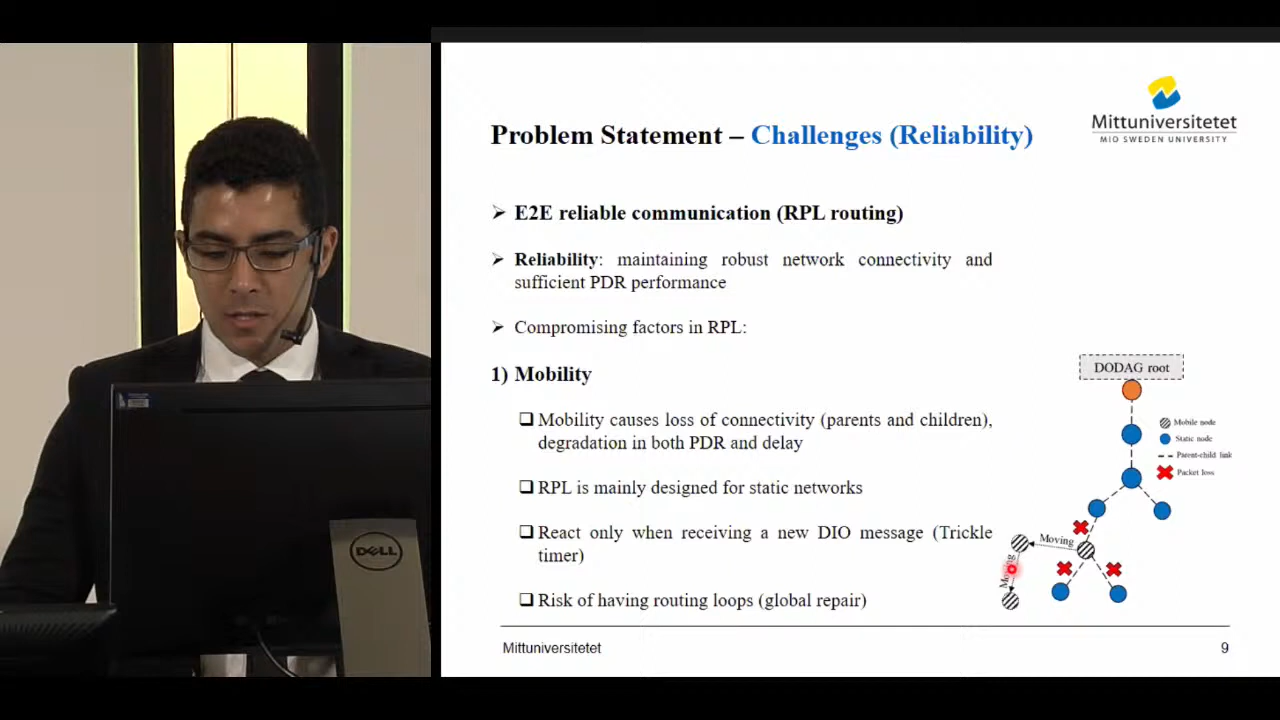 Mittuniversitetet
MID SWEDEN UNIVERSITY
Problem Statement – Challenges (Reliability)
➢ E2E reliable communication (RPL routing)
➢ Reliability: maintaining robust network connectivity and
sufficient PDR performance
➢ Compromising factors in RPL:
1) Mobility
❑ Mobility causes loss of connectivity (parents and children),
degradation in both PDR and delay
❑ RPL is mainly designed for static networks
❑ React only when receiving a new DIO message (Trickle
timer)
❑ Risk of having routing loops (global repair)
DODAG root
Mobile node
Static node
Parent-child link
Packet loss
Moving
Moving
DELL
Mittuniversitetet
9